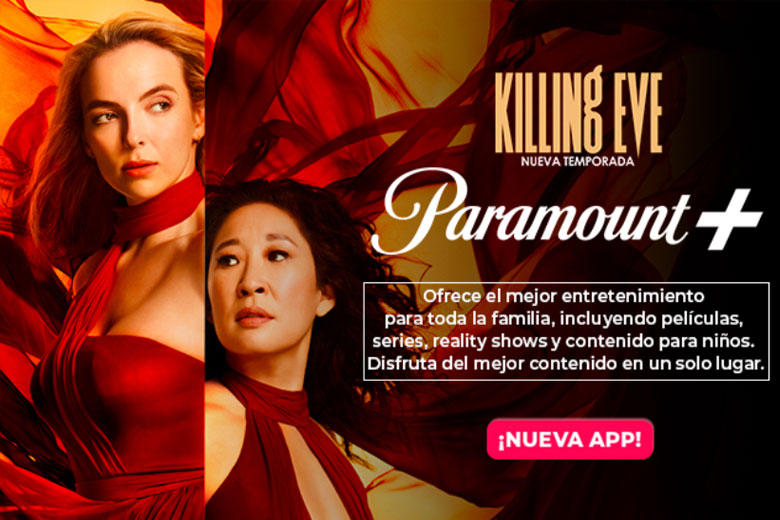 KILLINg EVE
NUEVA TEMPORADA
Paramount+
Ofrece el mejor entretenimiento
para toda la familia, incluyendo películas,
series, reality shows y contenido para niños.
Disfruta del mejor contenido en un solo lugar.
¡NUEVA APP!